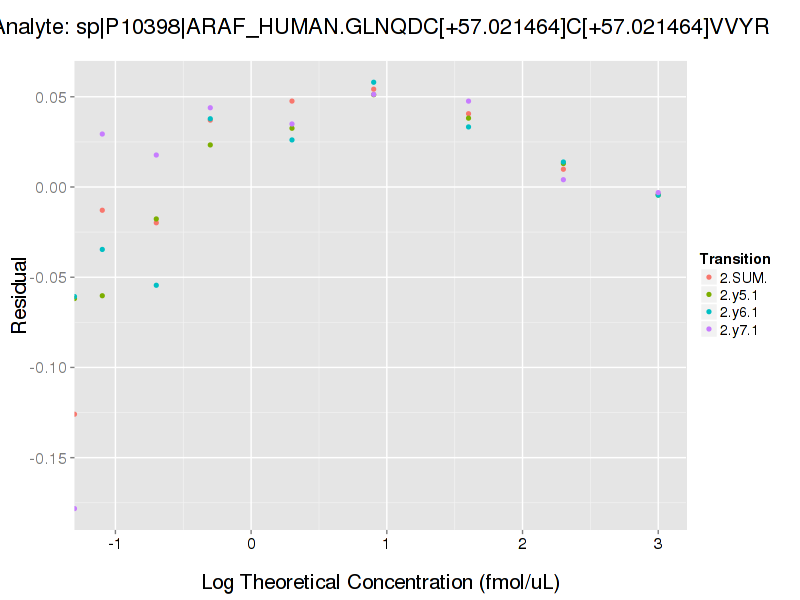 Analyte: sp|P10398|ARAF_HUMAN.GLNQDC[+57.021464]C[+57.021464]VVYR
0.05
0.00
-0.05
-0.10
-0.15
Residual
-1
0
1
2
3
Log Theoretical Concentration (fmol/uL)
Transition
2.SUM.
2.y5.1
2.y6.1
2.y7.1